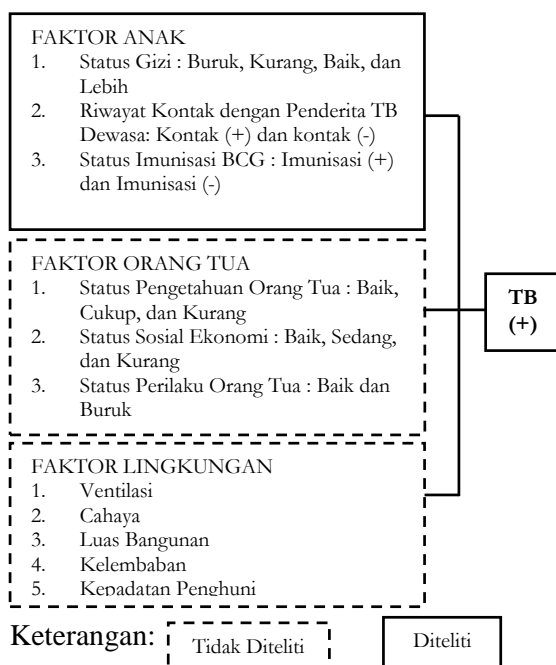 FAKTOR ANAK
1. Status Gizi : Buruk, Kurang, Baik, dan
Lebih
2. Riwayat Kontak dengan Penderita TB
Dewasa: Kontak (+) dan kontak (-)
3. Status Imunisasi BCG : Imunisasi (+)
dan Imunisasi (-)
FAKTOR ORANG TUA
1. Status Pengetahuan Orang Tua : Baik,
Cukup, dan Kurang
2. Status Sosial Ekonomi : Baik, Sedang,
dan Kurang
3. Status Perilaku Orang Tua : Baik dan
Buruk
TB
(+)
FAKTOR LINGKUNGAN
1. Ventilasi
2. Cahaya
3. Luas Bangunan
4. Kelembaban
5. Kepadatan Penghuni
Keterangan: Tidak Diteliti Diteliti